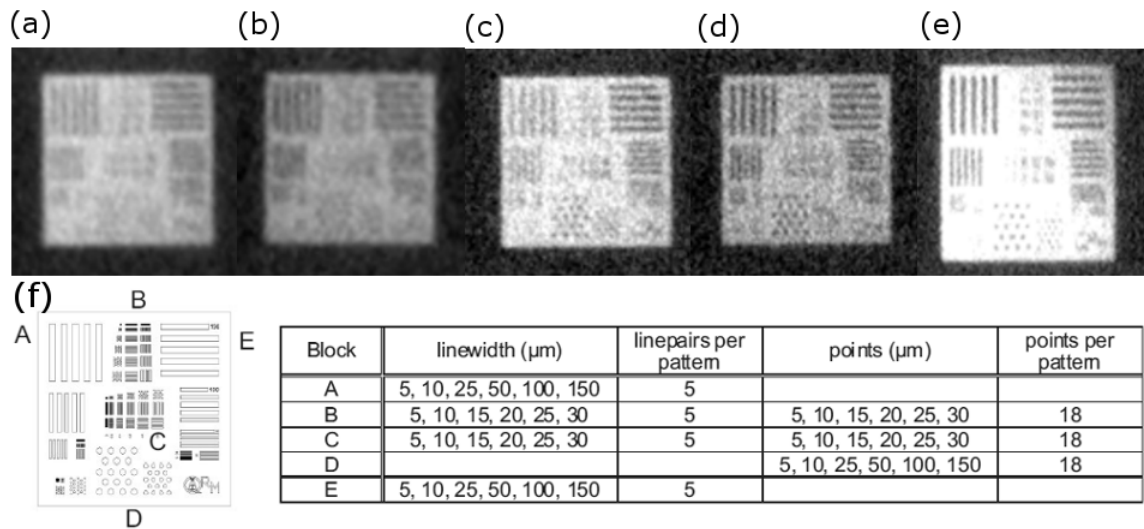 (a) (b) (c) (d) (e)
(f)
B
A
E
150
100
C
QRM
D
Block linewidth (µm) linepairs per pattern points (µm) points per pattern
A 5, 10, 25, 50, 100, 150 5
B 5, 10, 15, 20, 25, 30 5 5, 10, 15, 20, 25, 30 18
C 5, 10, 15, 20, 25, 30 5 5, 10, 15, 20, 25, 30 18
D 5, 10, 25, 50, 100, 150 18
E 5, 10, 25, 50, 100, 150 5